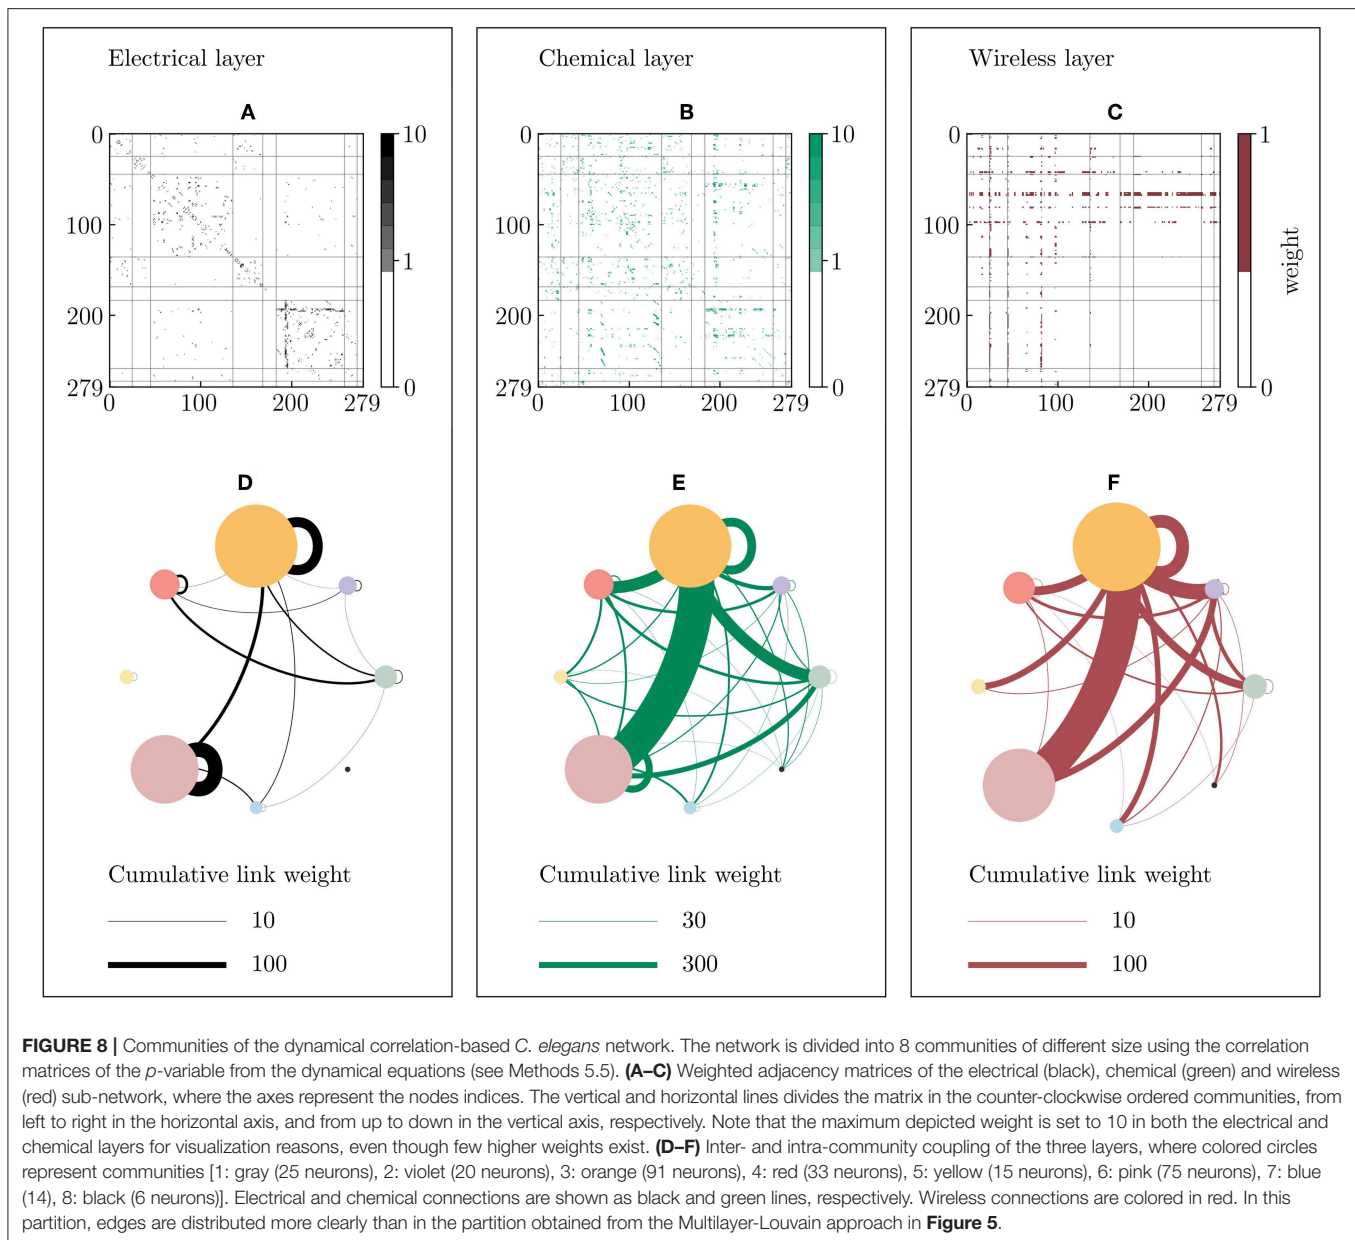 Electrical layer
Chemical layer
Wireless layer
A
B
C
0
100
200
279
0
100
200
279
10
1
0
0
100
200
279
0
100
200
279
10
1
0
0
100
200
279
0
100
200
279
1
0
weight
D
E
F
Cumulative link weight
10
100
Cumulative link weight
30
300
Cumulative link weight
10
100
FIGURE 8 | Communities of the dynamical correlation-based C. elegans network. The network is divided into 8 communities of different size using the correlation
matrices of the p-variable from the dynamical equations (see Methods 5.5). (A–C) Weighted adjacency matrices of the electrical (black), chemical (green) and wireless
(red) sub-network, where the axes represent the nodes indices. The vertical and horizontal lines divides the matrix in the counter-clockwise ordered communities, from
left to right in the horizontal axis, and from up to down in the vertical axis, respectively. Note that the maximum depicted weight is set to 10 in both the electrical and
chemical layers for visualization reasons, even though few higher weights exist. (D–F) Inter- and intra-community coupling of the three layers, where colored circles
represent communities [1: gray (25 neurons), 2: violet (20 neurons), 3: orange (91 neurons), 4: red (33 neurons), 5: yellow (15 neurons), 6: pink (75 neurons), 7: blue
(14), 8: black (6 neurons)]. Electrical and chemical connections are shown as black and green lines, respectively. Wireless connections are colored in red. In this
partition, edges are distributed more clearly than in the partition obtained from the Multilayer-Louvain approach in Figure 5.